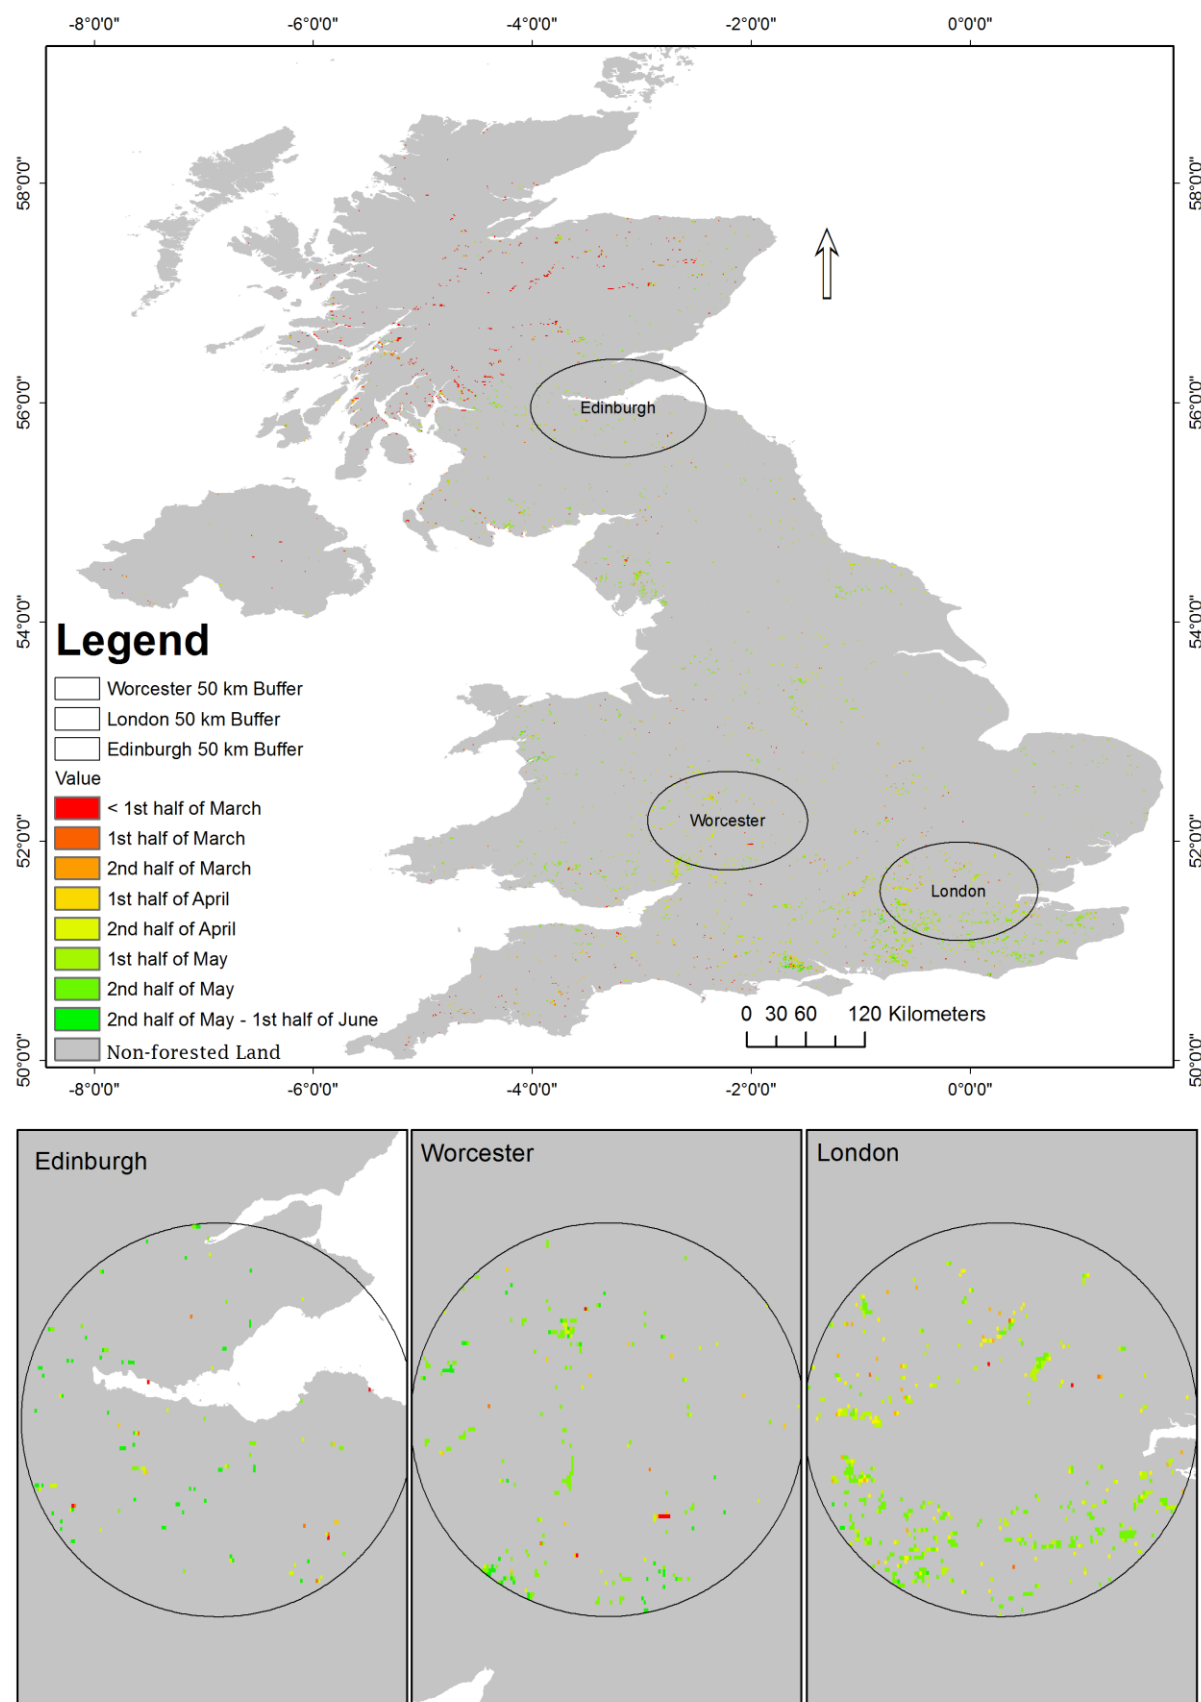 -8°0'0" -6°0'0" -4°0'0" -2°0'0" 0°0'0"
58°0'0"N 58°0'0"N
56°0'0"N 56°0'0"N
Edinburgh
54°0'0"N 54°0'0"N
Legend
Worcester 50 km Buffer
London 50 km Buffer
Edinburgh 50 km Buffer
Value
< 1st half of March
1st half of March
2nd half of March
1st half of April
2nd half of April
1st half of May
2nd half of May
2nd half of May - 1st half of June
Non-forested Land
52°0'0"N 52°0'0"N
Worcester
London
0 30 60 120 Kilometers
50°0'0"N 50°0'0"N
-8°0'0" -6°0'0" -4°0'0" -2°0'0" 0°0'0"
Edinburgh
Worcester
London